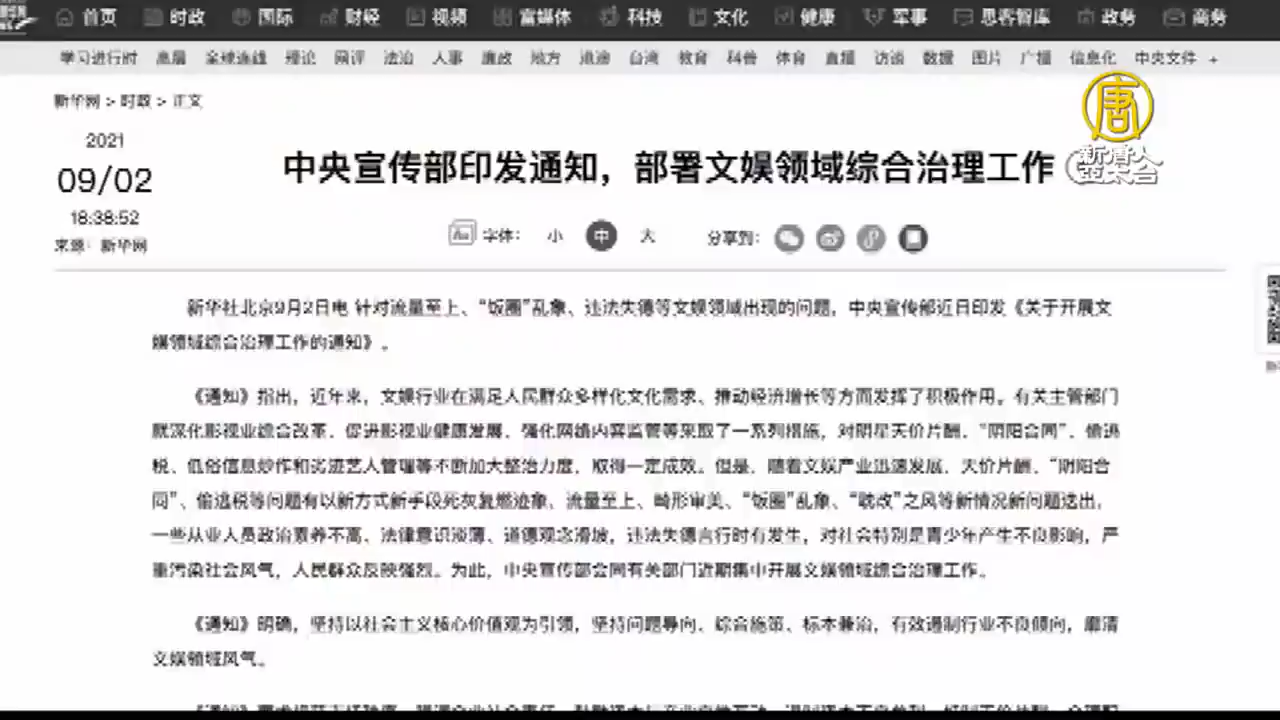 首页 时政 国际 财经 视频 富媒体 科技 文化 健康 军事 思客智库 政务 商务
学习进行时 高层 全球连线 理论 网评 法治 人事 廉政 地方 港澳 台湾 教育 科普 体育 直播 访谈 数据 图片 广播 信息化 中央文件 +
新华网 > 时政 > 正文
唐
新唐人
亚太台
2021
09/02
18:38:52
来源：新华网
中央宣传部印发通知，部署文娱领域综合治理工作
字体： 小 中 大 分享到：
新华社北京9月2日电 针对流量至上、“饭圈”乱象、违法失德等文娱领域出现的问题，中央宣传部近日印发《关于开展文
娱领域综合治理工作的通知》。
《通知》指出，近年来，文娱行业在满足人民群众多样化文化需求、推动经济增长等方面发挥了积极作用。有关主管部门
就深化影视业综合改革、促进影视业健康发展、强化网络内容监管等采取了一系列措施，对明星天价片酬、“阴阳合同”、偷逃
税、低俗信息炒作和劣迹艺人管理等不断加大整治力度，取得一定成效。但是，随着文娱产业迅速发展，天价片酬、“阴阳合
同”、偷逃税等问题有以新方式新手段死灰复燃迹象，流量至上、畸形审美、“饭圈”乱象、“耽改”之风等新情况新问题迭出，
一些从业人员政治素养不高、法律意识淡薄、道德观念滑坡，违法失德言行时有发生，对社会特别是青少年产生不良影响，严
重污染社会风气，人民群众反映强烈。为此，中央宣传部会同有关部门近期集中开展文娱领域综合治理工作。
《通知》明确，坚持以社会主义核心价值观为引领，坚持问题导向、综合施策、标本兼治，有效遏制行业不良倾向，廓清
文娱领域风气。